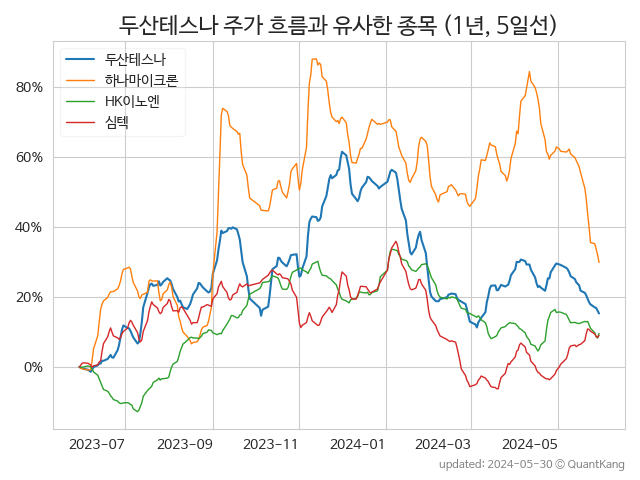 두산테스나 주가 흐름과 유사한 종목 (1년, 5일선)
두산테스나
하나마이크론
HK이노엔
심텍
80%
60%
40%
20%
0%
2023-07 2023-09 2023-11 2024-01 2024-03 2024-05
updated: 2024-05-30 © QuantKang